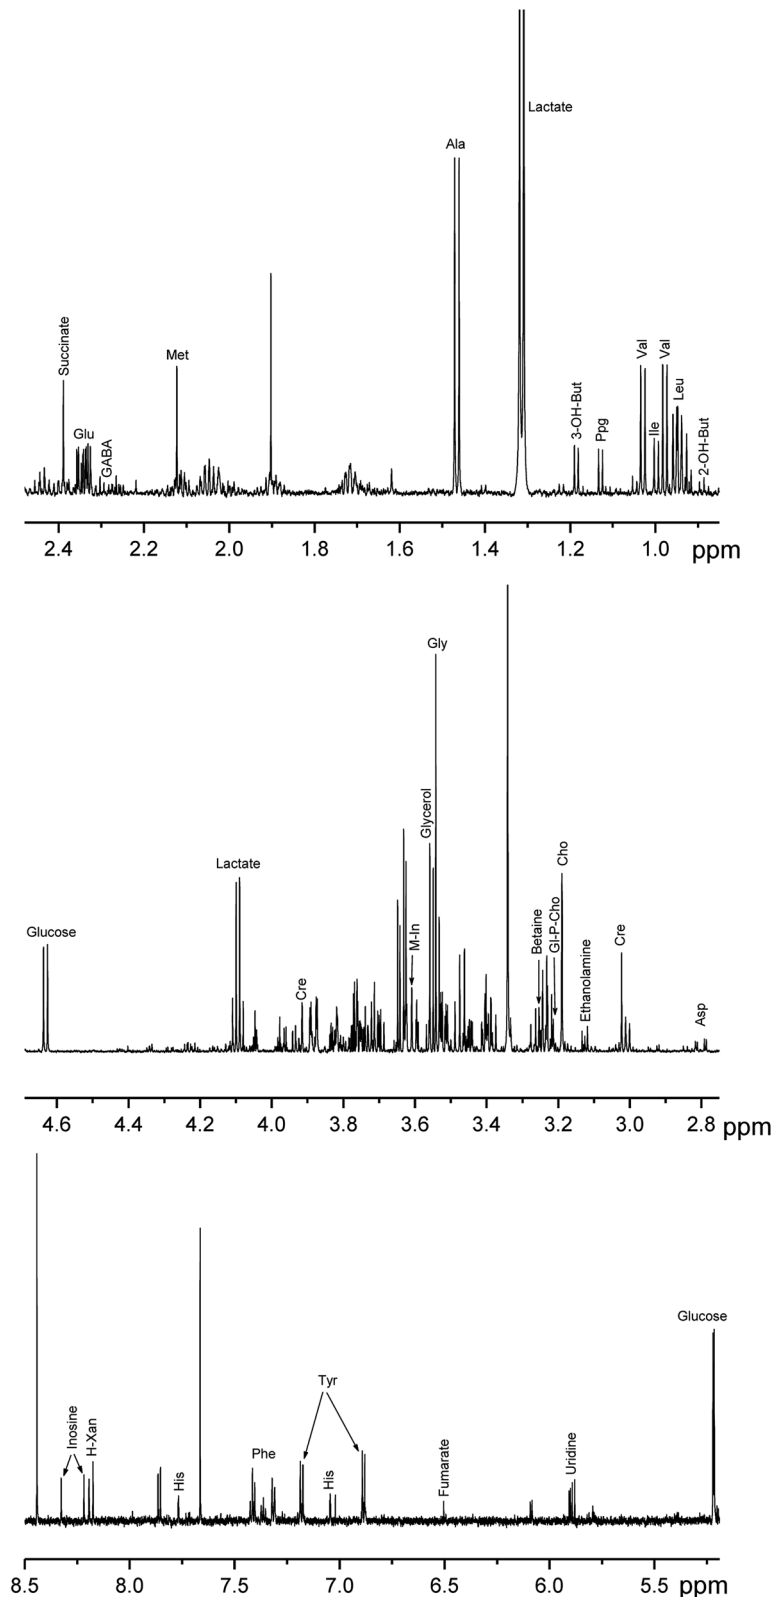 Lactate
Ala
Succinate
Met
Glu
GABA
3-OH-But
Ppg
Val
Ile
Val
Leu
2-OH-But
2.4 2.2 2.0 1.8 1.6 1.4 1.2 1.0 ppm
Gly
Glycerol
Lactate
Cho
M-In
Betaine
Gl-P-Cho
Glucose
Cre
Cre
Ethanolamine
Asp
4.6 4.4 4.2 4.0 3.8 3.6 3.4 3.2 3.0 2.8 ppm
Glucose
Tyr
Inosine
H-Xan
Phe
His
His
Fumarate
Uridine
8.5 8.0 7.5 7.0 6.5 6.0 5.5 ppm